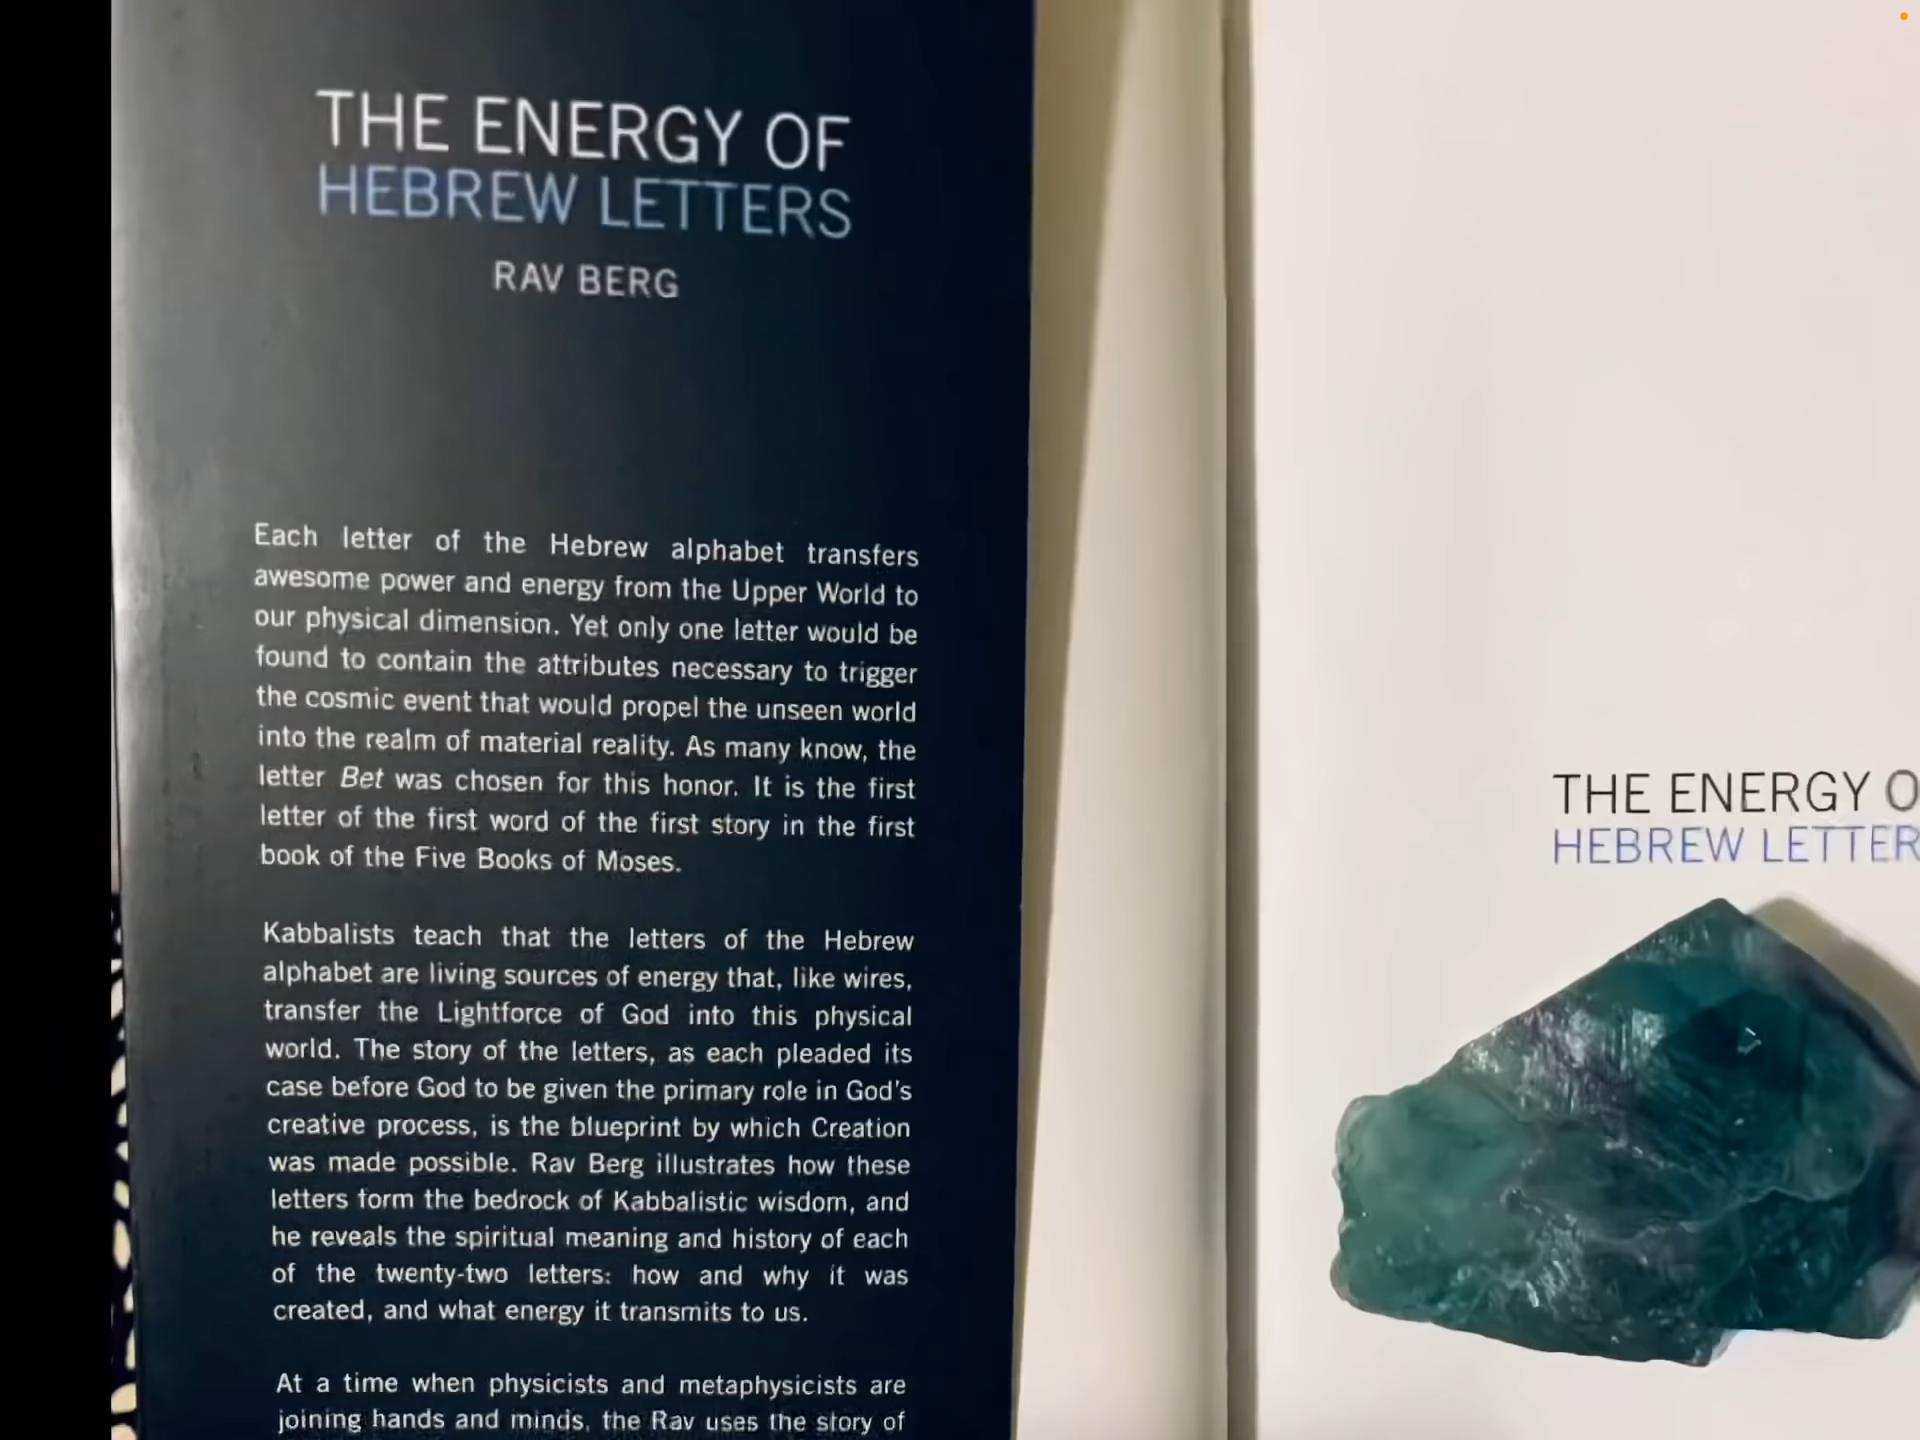 THE ENERGY OF
HEBREW LETTERS
RAV BERG
Each letter of the Hebrew alphabet transfers
awesome power and energy from the Upper World to
our physical dimension. Yet only one letter would be
found to contain the attributes necessary to trigger
the cosmic event that would propel the unseen world
into the realm of material reality. As many know, the
letter Bet was chosen for this honor. It is the first
letter of the first word of the first story in the first
book of the Five Books of Moses.
Kabbalists teach that the letters of the Hebrew
alphabet are living sources of energy that, like wires,
transfer the Lightforce of God into this physical
world. The story of the letters, as each pleaded its
case before God to be given the primary role in God's
creative process, is the blueprint by which Creation
was made possible. Rav Berg illustrates how these
letters form the bedrock of Kabbalistic wisdom, and
he reveals the spiritual meaning and history of each
of the twenty-two letters: how and why it was
created, and what energy it transmits to us.
At a time when physicists and metaphysicists are
joining hands and minds, the Rav uses the story of
THE ENERGY O
HEBREW LETTER